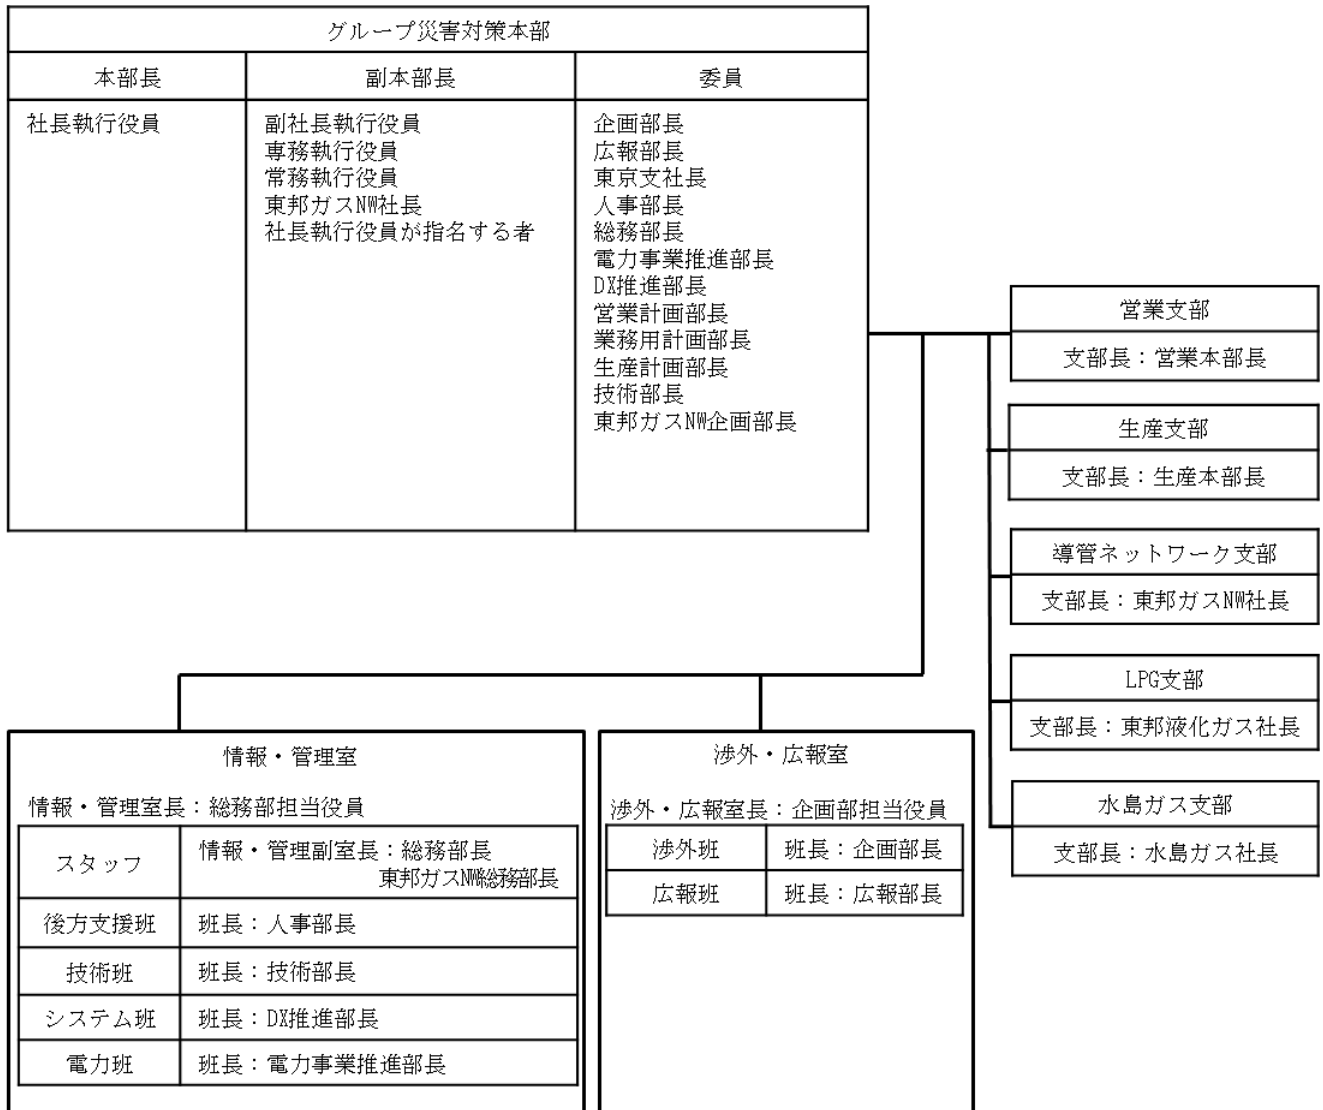 グループ災害対策本部
本部長
副本部長
委員
社長執行役員
副社長執行役員
専務執行役員
常務執行役員
東邦ガスNW社長
社長執行役員が指名する者
企画部長
広報部長
東京支社長
人事部長
総務部長
電力事業推進部長
DX推進部長
営業計画部長
業務用計画部長
生産計画部長
技術部長
東邦ガスNW企画部長
営業支部
支部長：営業本部長
生産支部
支部長：生産本部長
導管ネットワーク支部
支部長：東邦ガスNW社長
LPG支部
支部長：東邦液化ガス社長
水島ガス支部
支部長：水島ガス社長
情報・管理室
情報・管理室長：総務部担当役員
スタッフ
情報・管理副室長：総務部長
東邦ガスNW総務部長
後方支援班
班長：人事部長
技術班
班長：技術部長
システム班
班長：DX推進部長
電力班
班長：電力事業推進部長
渉外・広報室
渉外・広報室長：企画部担当役員
渉外班
班長：企画部長
広報班
班長：広報部長